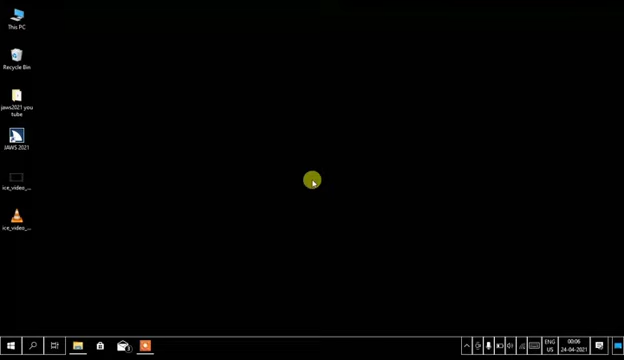 This PC
Recycle Bin
jaws2021 you
tube
JAWS 2021
ice_video_...
ice_video_...
ENG
US
00:06
24-04-2021